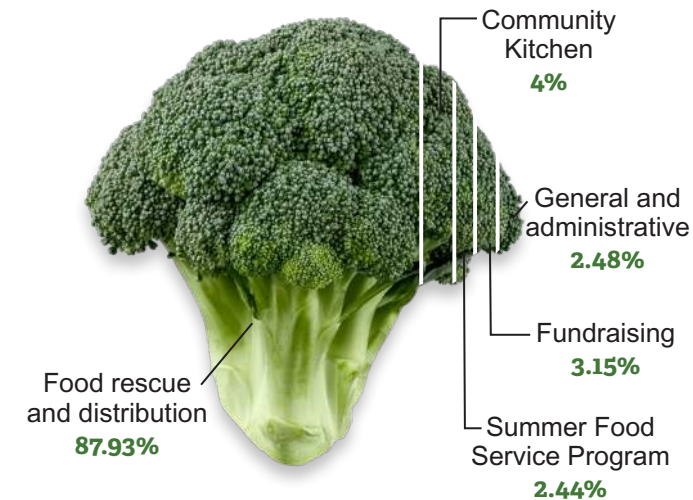 Community
Kitchen
4%
General and
administrative
2.48%
Fundraising
3.15%
Food rescue
and distribution
87.93%
Summer Food
Service Program
2.44%